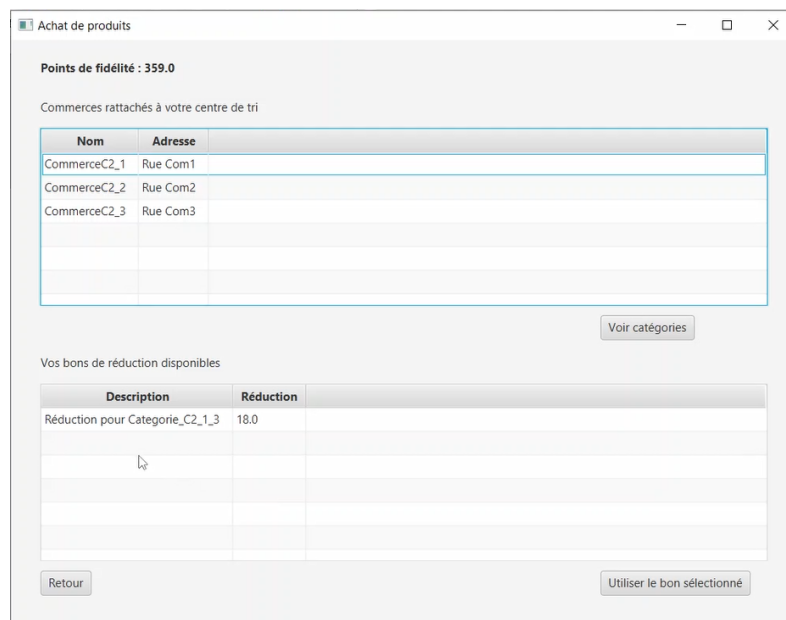 Achat de produits
Points de fidélité : 359.0
Commerces rattachés à votre centre de tri
Nom Adresse
CommerceC2_1 Rue Com1
CommerceC2_2 Rue Com2
CommerceC2_3 Rue Com3
Voir catégories
Vos bons de réduction disponibles
Description Réduction
Réduction pour Categorie_C2_1_3 18.0
Retour Utiliser le bon sélectionné